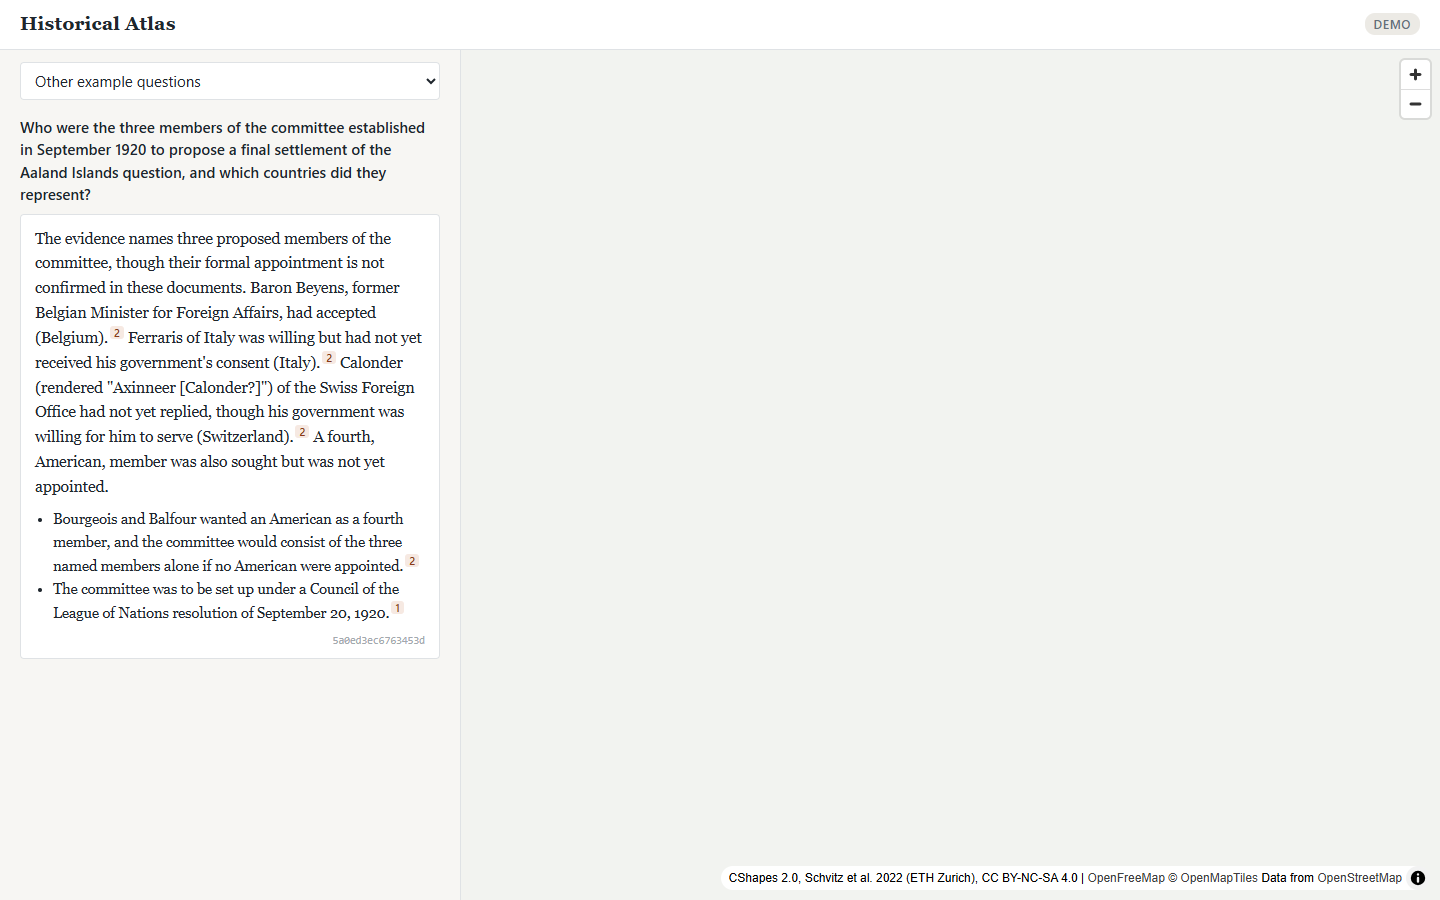 Historical Atlas
DEMO
Other example questions
Who were the three members of the committee established
in September 1920 to propose a final settlement of the
Aaland Islands question, and which countries did they
represent?
The evidence names three proposed members of the
committee, though their formal appointment is not
confirmed in these documents. Baron Beyens, former
Belgian Minister for Foreign Affairs, had accepted
(Belgium). 2 Ferraris of Italy was willing but had not yet
received his government's consent (Italy). 2 Calonder
(rendered "Axinneer [Calonder?]") of the Swiss Foreign
Office had not yet replied, though his government was
willing for him to serve (Switzerland). 2 A fourth,
American, member was also sought but was not yet
appointed.
• Bourgeois and Balfour wanted an American as a fourth
member, and the committee would consist of the three
named members alone if no American were appointed. 2
• The committee was to be set up under a Council of the
League of Nations resolution of September 20, 1920. 1
5a0ed3ec6763453d
CShapes 2.0, Schvitz et al. 2022 (ETH Zurich), CC BY-NC-SA 4.0 | OpenFreeMap © OpenMapTiles Data from OpenStreetMap